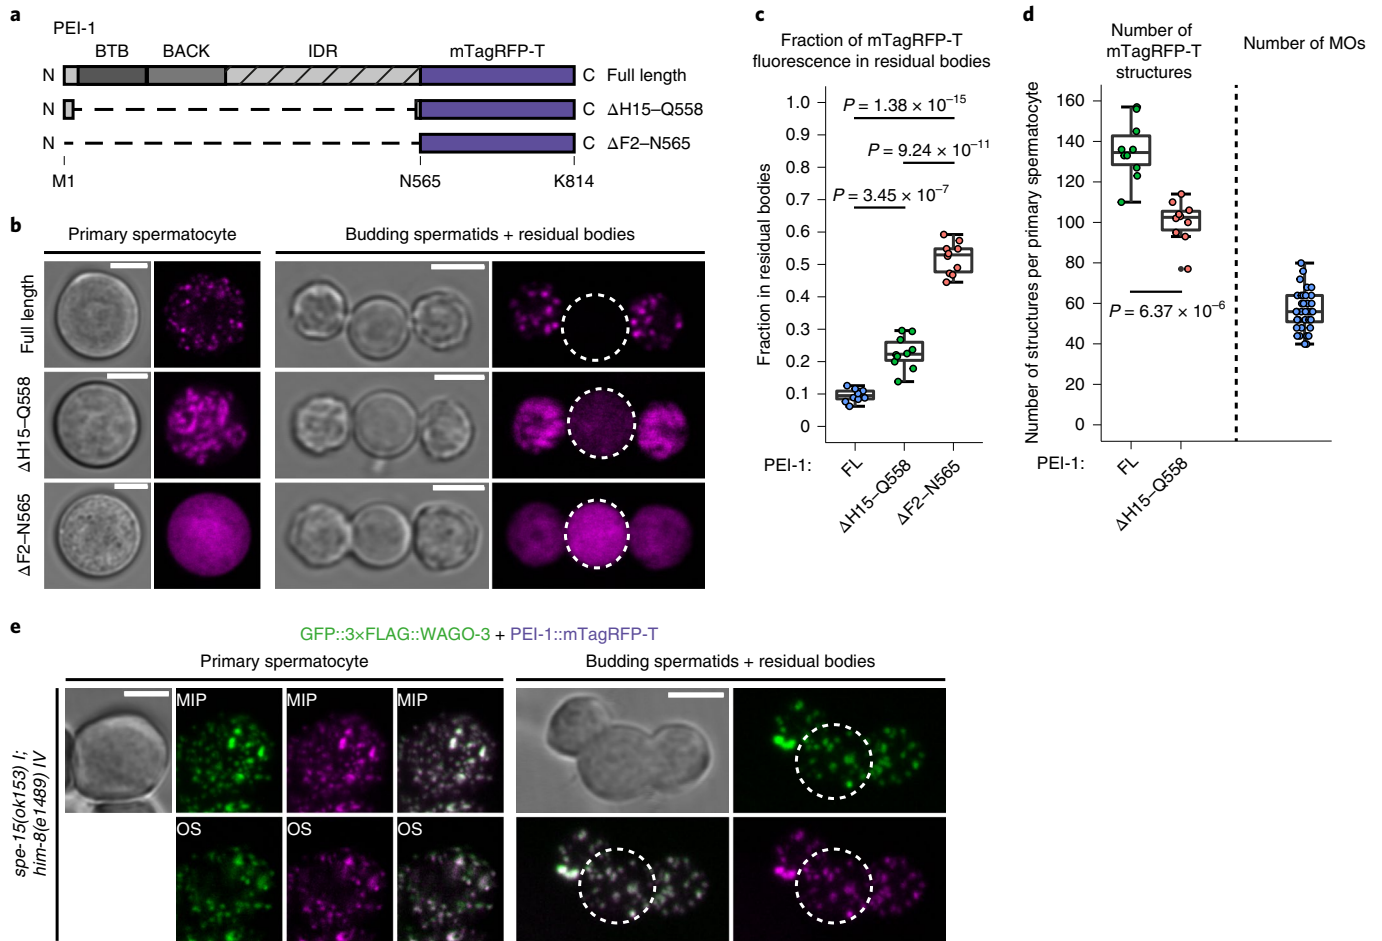 a
PEI-1
BTB BACK IDR mTagRFP-T
N C Full length
N C ΔH15–Q558
N C ΔF2–N565
M1 N565 K814
b
Primary spermatocyte Budding spermatids + residual bodies
Full length
ΔH15–Q558
ΔF2–N565
c
Fraction of mTagRFP-T
fluorescence in residual bodies
Fraction in residual bodies
1.0
0.9
0.8
0.7
0.6
0.5
0.4
0.3
0.2
0.1
0
P = 1.38 × 10⁻¹⁵
P = 9.24 × 10⁻¹¹
P = 3.45 × 10⁻⁷
PEI-1: FL ΔH15–Q558 ΔF2–N565
d
Number of
mTagRFP-T
structures
Number of MOs
Number of structures per primary spermatocyte
160
140
120
100
80
60
40
20
0
P = 6.37 × 10⁻⁶
PEI-1: FL ΔH15–Q558
e
GFP::3×FLAG::WAGO-3 + PEI-1::mTagRFP-T
Primary spermatocyte Budding spermatids + residual bodies
spe-15(ok153) I;
him-8(e1489) IV
MIP MIP MIP
OS OS OS